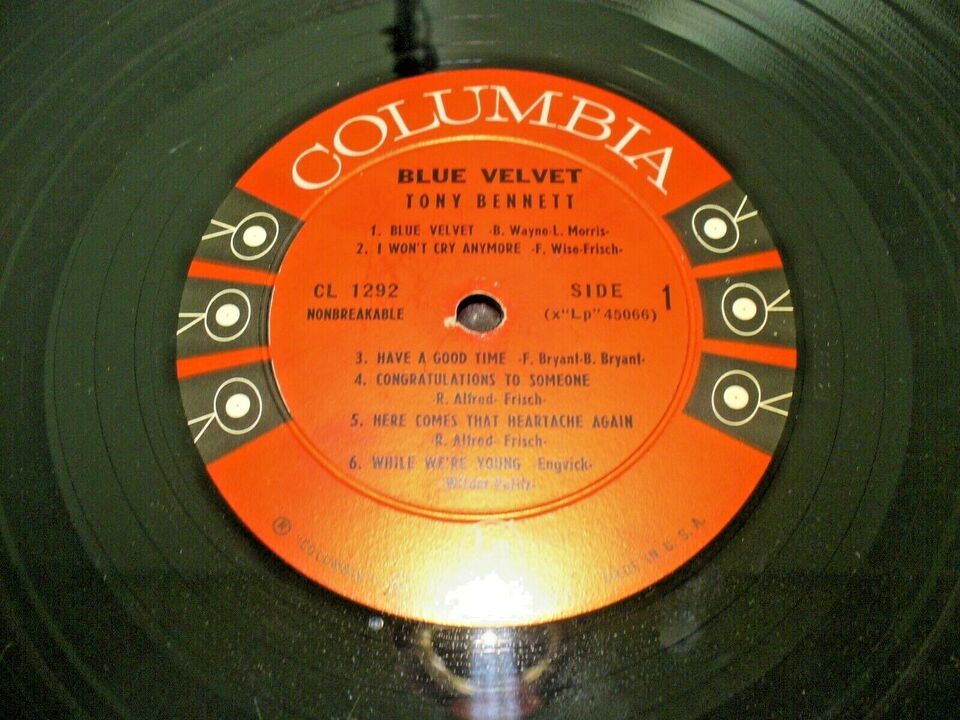 COLUMBIA
BLUE VELVET
TONY BENNETT
1. BLUE VELVET -B. Wayne-L. Morris-
2. I WON'T CRY ANYMORE -F. Wise-Frisch-
CL 1292
NONBREAKABLE
SIDE 1
(x"Lp"45066)
3. HAVE A GOOD TIME -F. Bryant-B. Bryant-
4. CONGRATULATIONS TO SOMEONE
-R. Alfred- Frisch-
5. HERE COMES THAT HEARTACHE AGAIN
-R. Alfred- Frisch-
6. WHILE WE'RE YOUNG -Engvick-
®
MADE IN U. S. A.